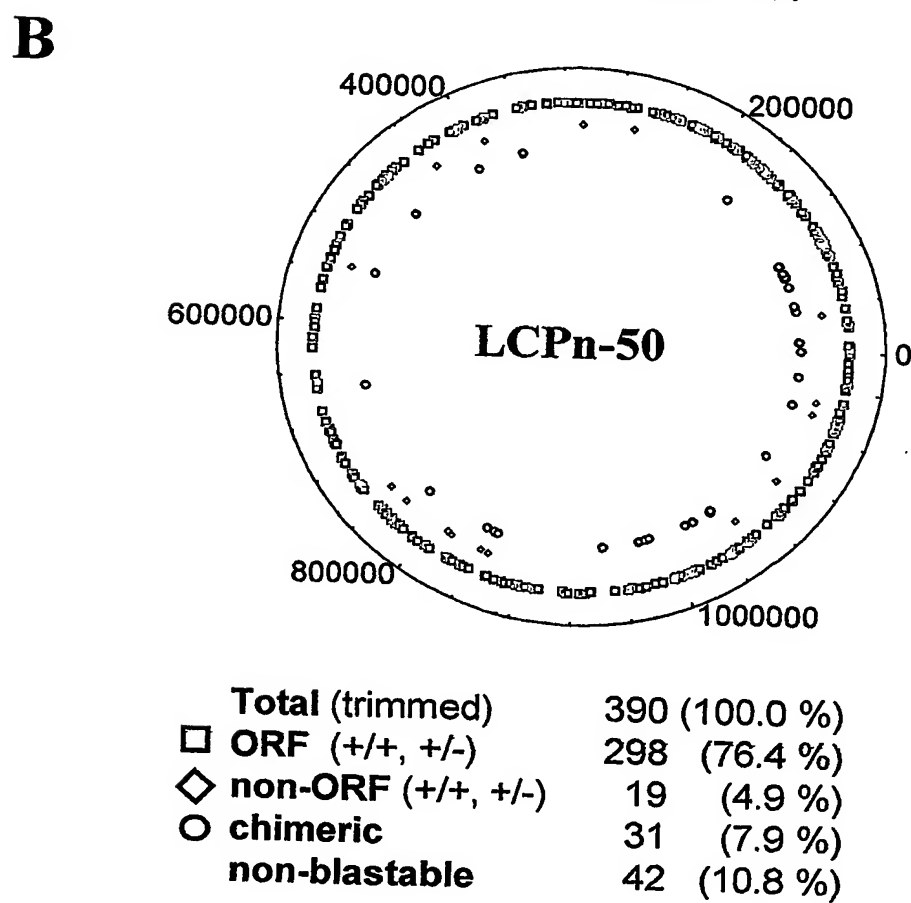 B
400000
200000
600000
LCPn-50
0
800000
1000000
Total (trimmed) 390 (100.0 %)
ORF (+/+, +/-) 298 (76.4 %)
non-ORF (+/+, +/-) 19 (4.9 %)
chimeric 31 (7.9 %)
non-blastable 42 (10.8 %)